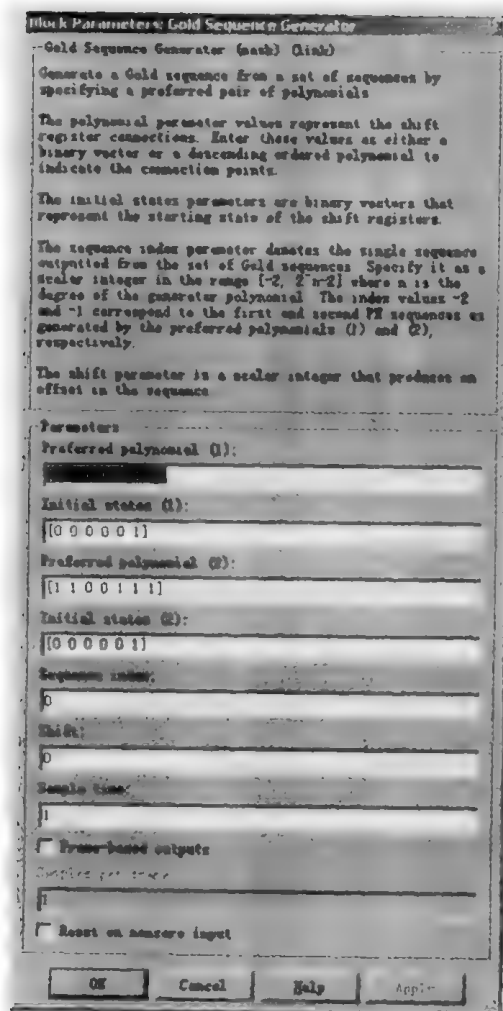 Block Parameters: Gold Sequence Generator
Gold Sequence Generator (mask) (link)
Generate a Gold sequence from a set of sequences by
specifying a preferred pair of polynomials
The polynomial parameter values represent the shift
register connections. Enter these values as either a
binary vector or a descending ordered polynomial to
indicate the connection points.
The initial states parameters are binary vectors that
represent the starting state of the shift registers.
The sequence index parameter denotes the single sequence
outputted from the set of Gold sequences. Specify it as a
scalar integer in the range [-2, 2^n-2] where n is the
degree of the generator polynomial. The index values -2
and -1 correspond to the first and second PN sequences as
generated by the preferred polynomials (1) and (2),
respectively.
The shift parameter is a scalar integer that produces an
offset in the sequence
Parameters
Preferred polynomial (1):
Initial states (1):
[0 0 0 0 0 1]
Preferred polynomial (2):
[1 1 0 0 1 1 1]
Initial states (2):
[0 0 0 0 0 1]
Sequence index:
0
Shift:
0
Sample time:
1
Frame-based outputs
Samples per frame
1
Reset on nonzero input
OK
Cancel
Help
Apply